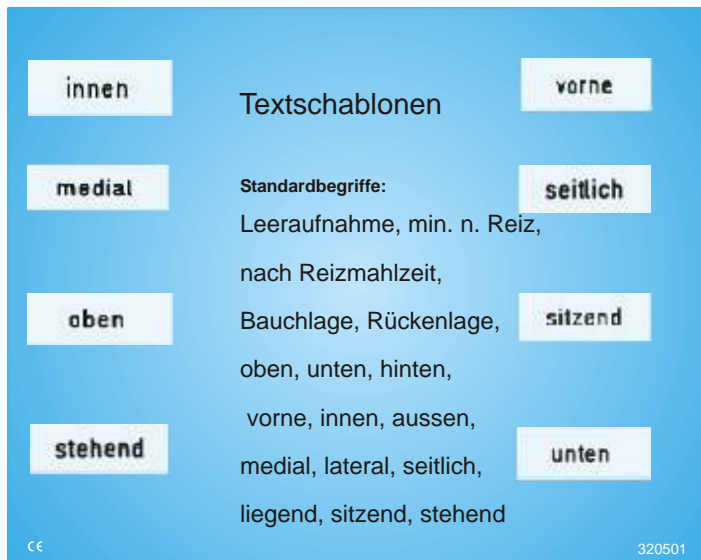 innen
medial
oben
stehend
Textschablonen
Standardbegriffe:
Leeraufnahme, min. n. Reiz,
nach Reizmahlzeit,
Bauchlage, Rückenlage,
oben, unten, hinten,
vorne, innen, aussen,
medial, lateral, seitlich,
liegend, sitzend, stehend
vorne
seitlich
sitzend
unten
CE
320501